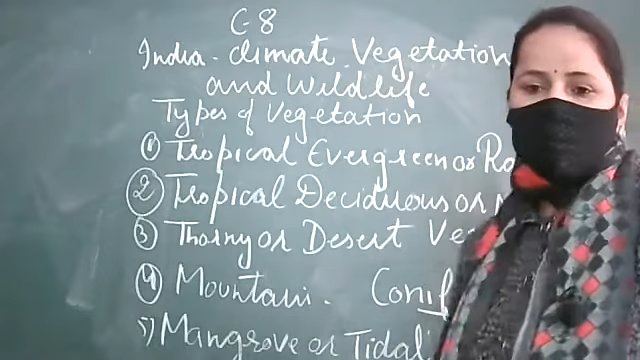 C-8
India - climate Vegetation
and Wildlife
Types of Vegetation
① Tropical Evergreen or Ra
② Tropical Deciduous or
③ Thorny or Desert Ve
④ Mountain. Conif
5) Mangrove or Tidal